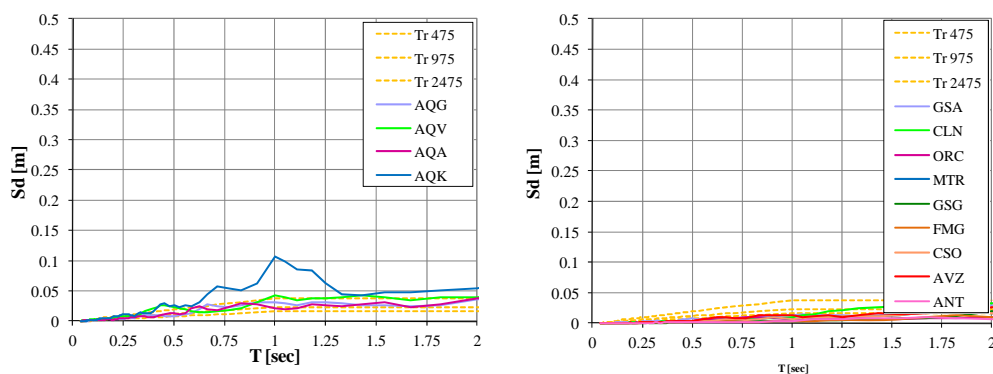 0.5
0.45
0.4
0.35
0.3
0.25
0.2
0.15
0.1
0.05
0
Sd [m]
0 0.25 0.5 0.75 1 1.25 1.5 1.75 2
T [sec]
Tr 475
Tr 975
Tr 2475
AQG
AQV
AQA
AQK
0.5
0.45
0.4
0.35
0.3
0.25
0.2
0.15
0.1
0.05
0
Sd [m]
0 0.25 0.5 0.75 1 1.25 1.5 1.75 2
T [sec]
Tr 475
Tr 975
Tr 2475
GSA
CLN
ORC
MTR
GSG
FMG
CSO
AVZ
ANT